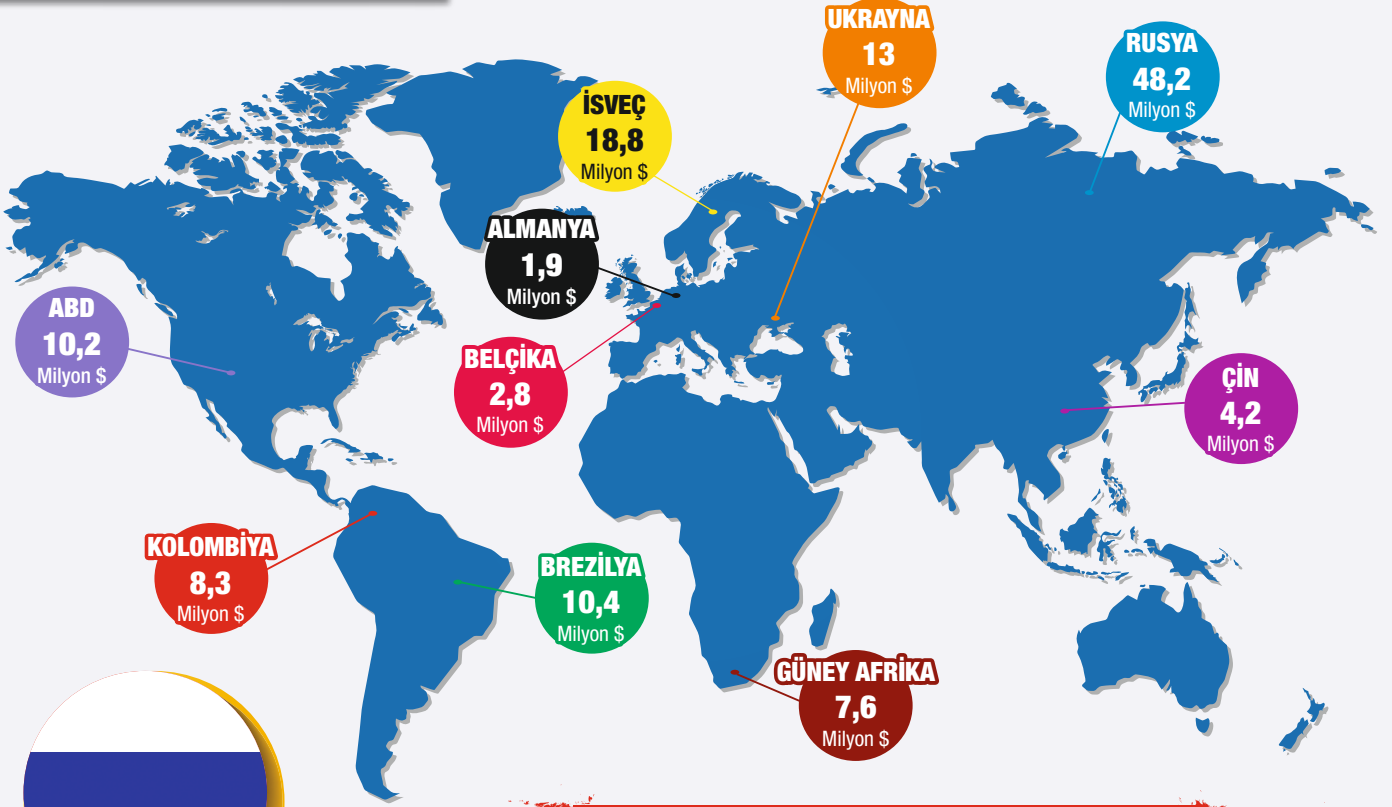 UKRAYNA
13
Milyon $
RUSYA
48,2
Milyon $
İSVEÇ
18,8
Milyon $
ALMANYA
1,9
Milyon $
ABD
10,2
Milyon $
BELÇİKA
2,8
Milyon $
ÇİN
4,2
Milyon $
KOLOMBİYA
8,3
Milyon $
BREZİLYA
10,4
Milyon $
GÜNEY AFRİKA
7,6
Milyon $